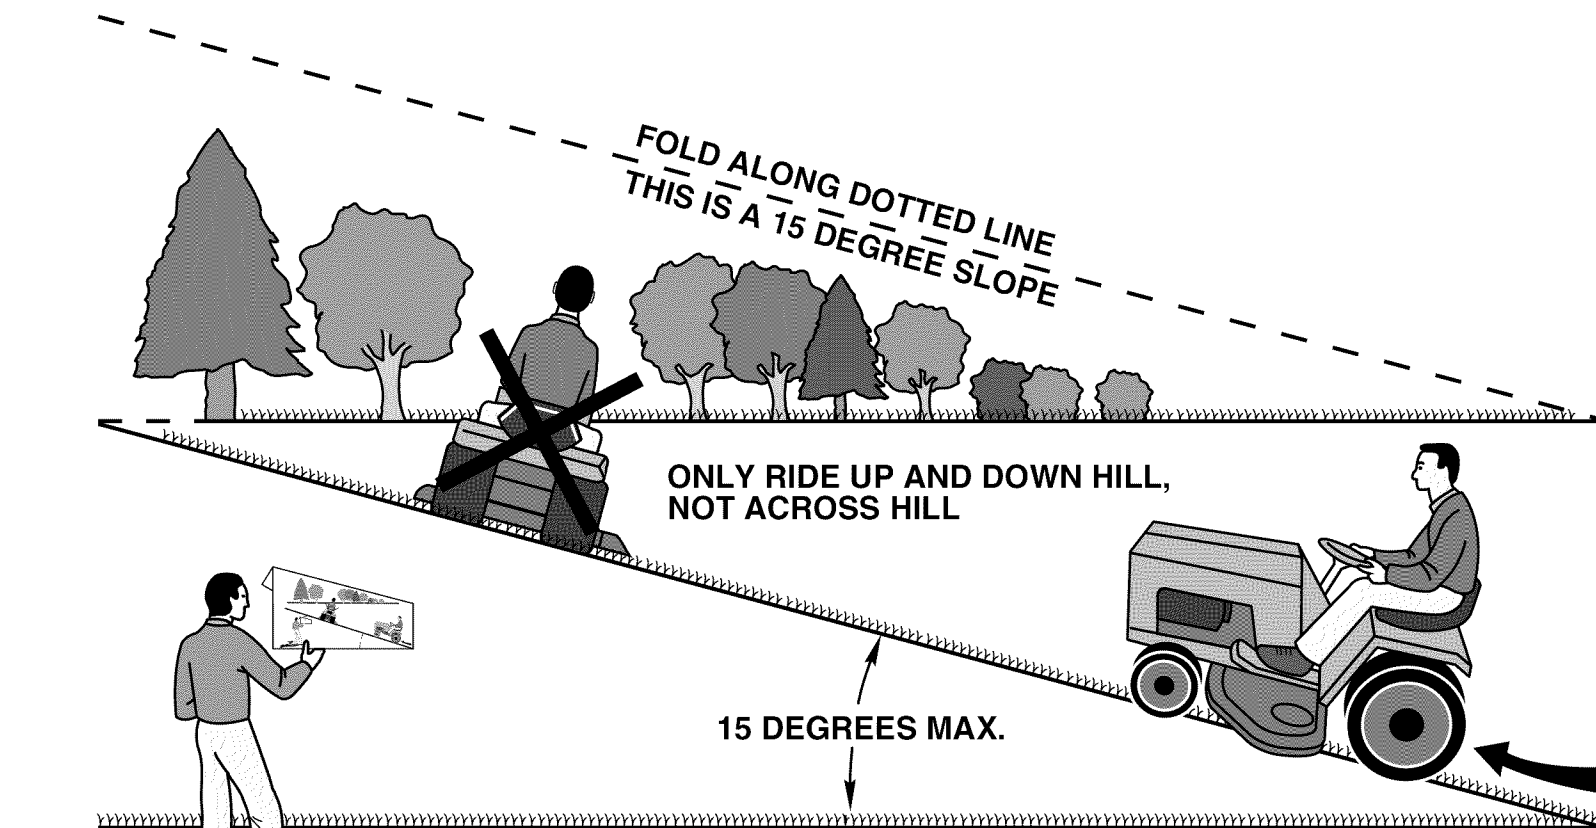 FOLD ALONG DOTTED LINE
THIS IS A 15 DEGREE SLOPE
ONLY RIDE UP AND DOWN HILL,
NOT ACROSS HILL
15 DEGREES MAX.